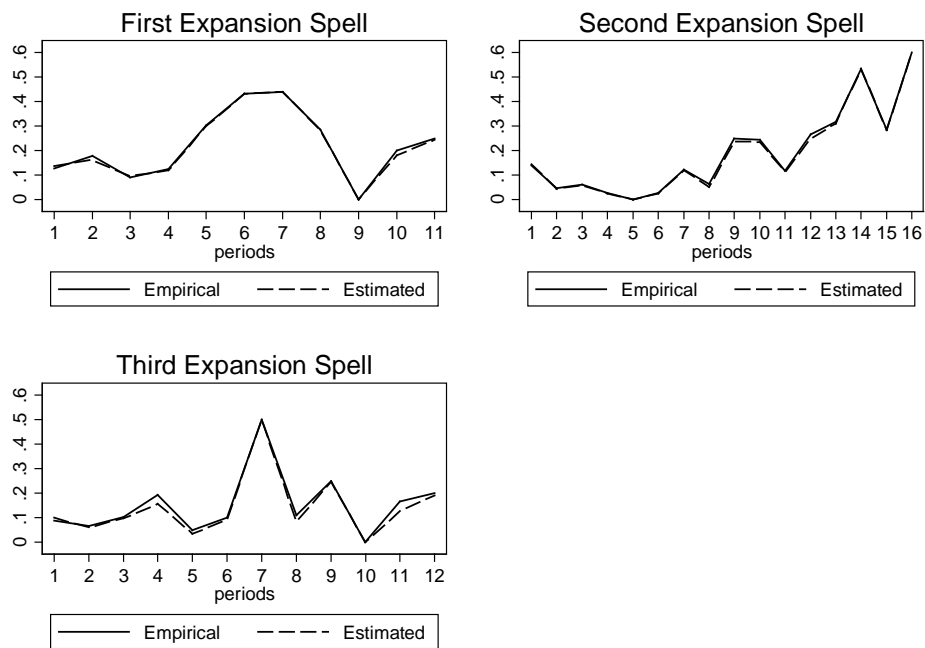 First Expansion Spell
.6
.5
.4
.3
.2
.1
0
1 2 3 4 5 6 7 8 9 10 11
periods
Empirical Estimated
Second Expansion Spell
.6
.5
.4
.3
.2
.1
0
1 2 3 4 5 6 7 8 9 10 11 12 13 14 15 16
periods
Empirical Estimated
Third Expansion Spell
.6
.5
.4
.3
.2
.1
0
1 2 3 4 5 6 7 8 9 10 11 12
periods
Empirical Estimated